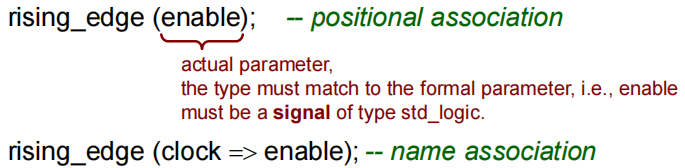 rising_edge (enable); -- positional association
actual parameter,
the type must match to the formal parameter, i.e., enable
must be a signal of type std_logic.
rising_edge (clock => enable); -- name association